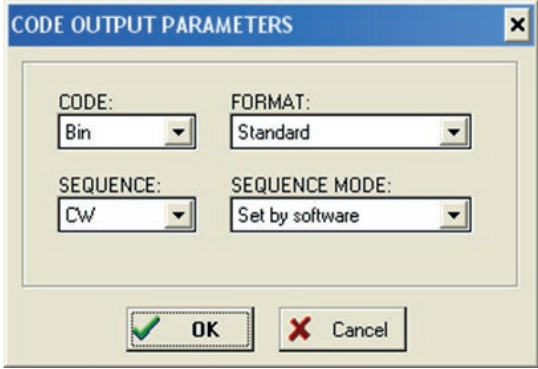 CODE OUTPUT PARAMETERS
CODE: FORMAT:
Bin Standard
SEQUENCE: SEQUENCE MODE:
CW Set by software
OK Cancel